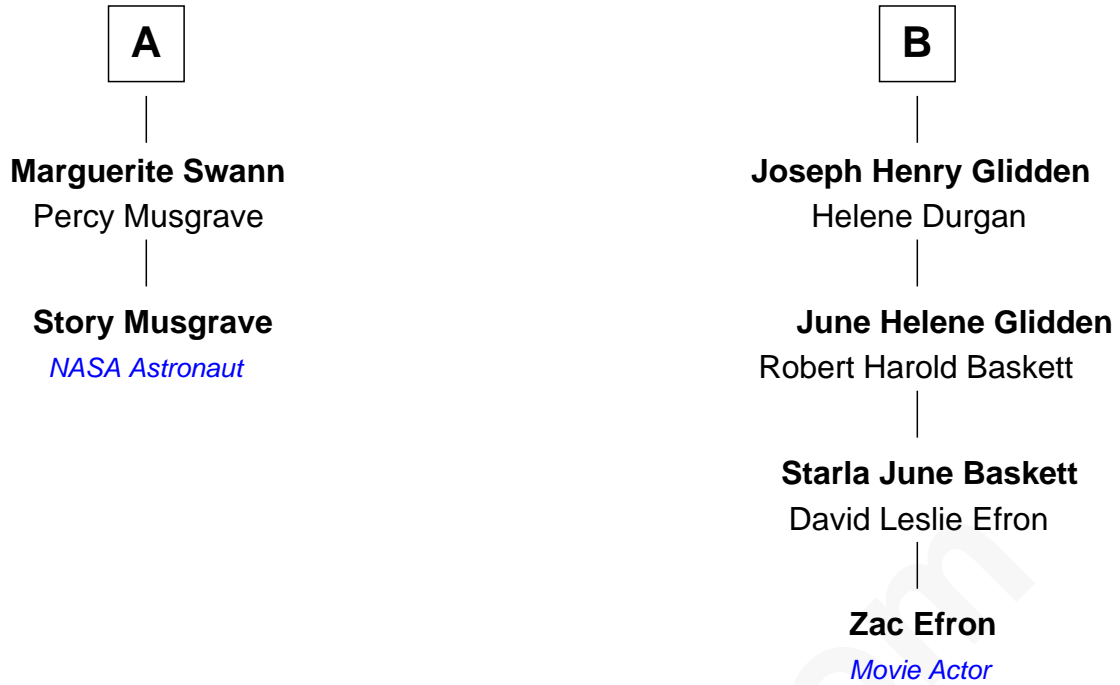 A
Marguerite Swann
Percy Musgrave
Story Musgrave
NASA Astronaut
B
Joseph Henry Glidden
Helene Durgan
June Helene Glidden
Robert Harold Baskett
Starla June Baskett
David Leslie Efron
Zac Efron
Movie Actor